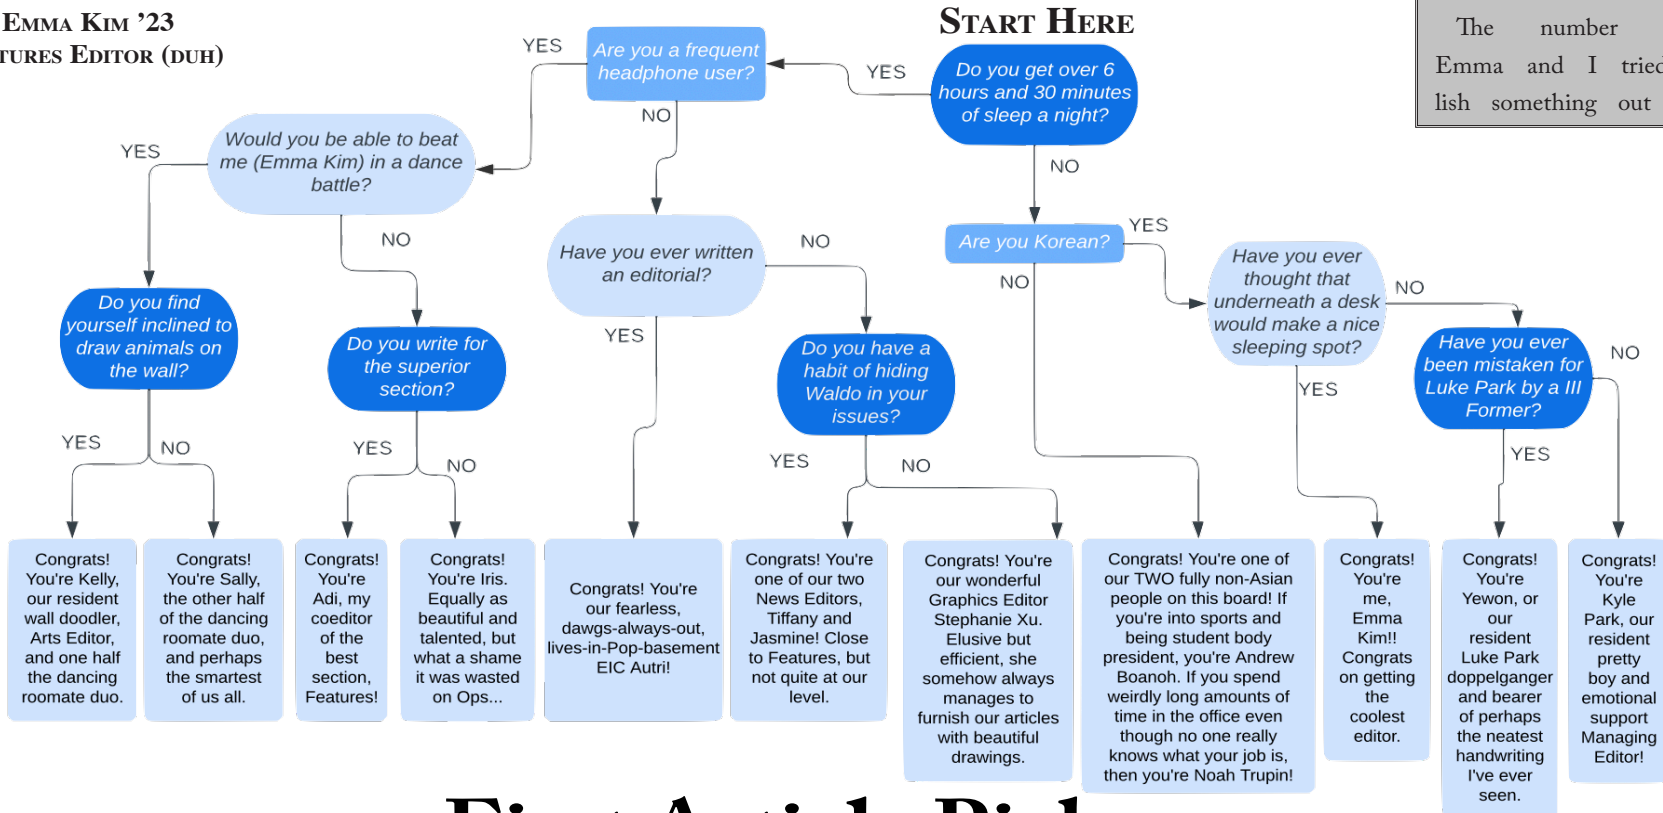 Emma Kim ’23
tures Editor (duh)
Start Here
The number
Emma and I tried
lish something out
Do you get over 6
hours and 30 minutes
of sleep a night?
YES
NO
Are you a frequent
headphone user?
YES
NO
Would you be able to beat
me (Emma Kim) in a dance
battle?
YES
NO
Have you ever written
an editorial?
NO
YES
Are you Korean?
YES
NO
Have you ever
thought that
underneath a desk
would make a nice
sleeping spot?
NO
YES
Do you find
yourself inclined to
draw animals on
the wall?
YES
NO
Do you write for
the superior
section?
YES
NO
Do you have a
habit of hiding
Waldo in your
issues?
YES
NO
Have you ever
been mistaken for
Luke Park by a III
Former?
NO
YES
Congrats!
You're Kelly,
our resident
wall doodler,
Arts Editor,
and one half
the dancing
roomate duo.
Congrats!
You're Sally,
the other half
of the dancing
roomate duo,
and perhaps
the smartest
of us all.
Congrats!
You're
Adi, my
coeditor
of the
best
section,
Features!
Congrats!
You're Iris.
Equally as
beautiful and
talented, but
what a shame
it was wasted
on Ops...
Congrats! You're
our fearless,
dawgs-always-out,
lives-in-Pop-basement
EIC Autri!
Congrats! You're
one of our two
News Editors,
Tiffany and
Jasmine! Close
to Features, but
not quite at our
level.
Congrats! You're
our wonderful
Graphics Editor
Stephanie Xu.
Elusive but
efficient, she
somehow always
manages to
furnish our articles
with beautiful
drawings.
Congrats! You're one of
our TWO fully non-Asian
people on this board! If
you're into sports and
being student body
president, you're Andrew
Boanoh. If you spend
weirdly long amounts of
time in the office even
though no one really
knows what your job is,
then you're Noah Trupin!
Congrats!
You're
me,
Emma
Kim!!
Congrats
on getting
the
coolest
editor.
Congrats!
You're
Yewon, or
our
resident
Luke Park
doppelganger
and bearer
of perhaps
the neatest
handwriting
I've ever
seen.
Congrats!
You're
Kyle
Park, our
resident
pretty
boy and
emotional
support
Managing
Editor!
First Article Pick